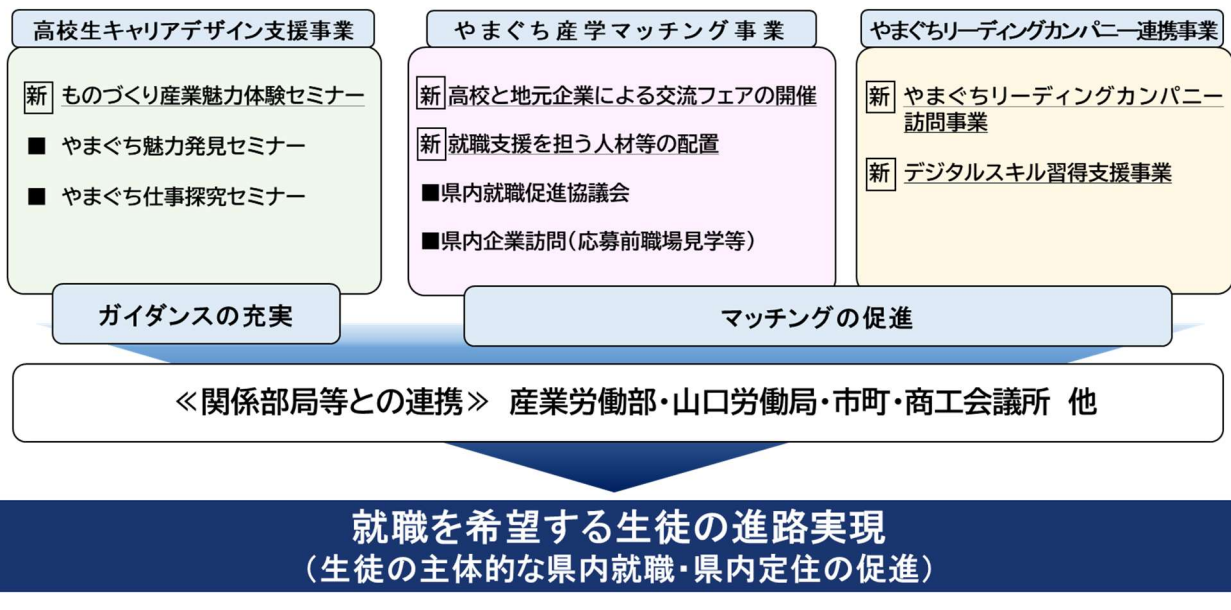 高校生キャリアデザイン支援事業
新 ものづくり産業魅力体験セミナー
■ やまぐち魅力発見セミナー
■ やまぐち仕事探究セミナー
ガイダンスの充実
やまぐち産学マッチング事業
新 高校と地元企業による交流フェアの開催
新 就職支援を担う人材等の配置
■県内就職促進協議会
■県内企業訪問(応募前職場見学等)
やまぐちリーディングカンパニー連携事業
新 やまぐちリーディングカンパニー
訪問事業
新 デジタルスキル習得支援事業
マッチングの促進
≪関係部局等との連携≫ 産業労働部・山口労働局・市町・商工会議所 他
就職を希望する生徒の進路実現
(生徒の主体的な県内就職・県内定住の促進)